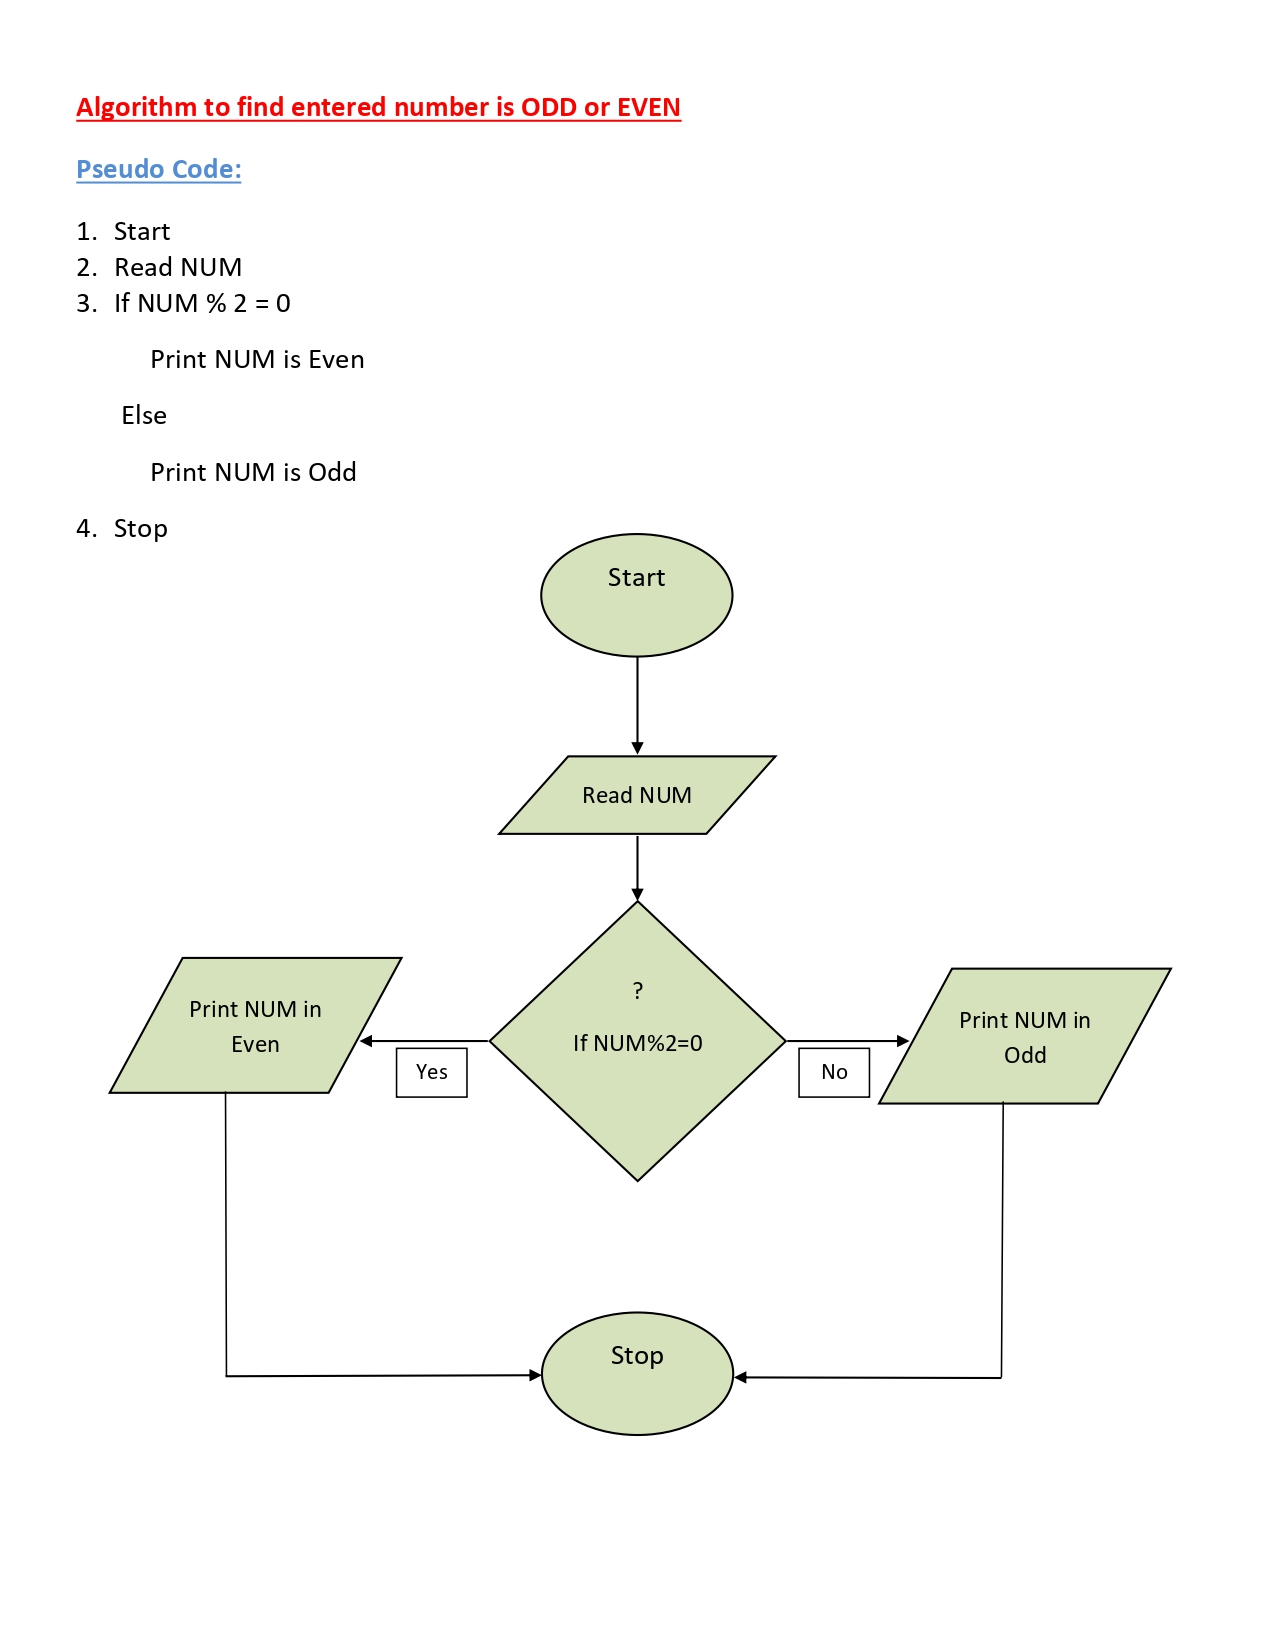 Algorithm to find entered number is ODD or EVEN
Pseudo Code:
1. Start
2. Read NUM
3. If NUM % 2 = 0
Print NUM is Even
Else
Print NUM is Odd
4. Stop
Start
Read NUM
?
If NUM%2=0
Print NUM in
Even
Yes
No
Print NUM in
Odd
Stop